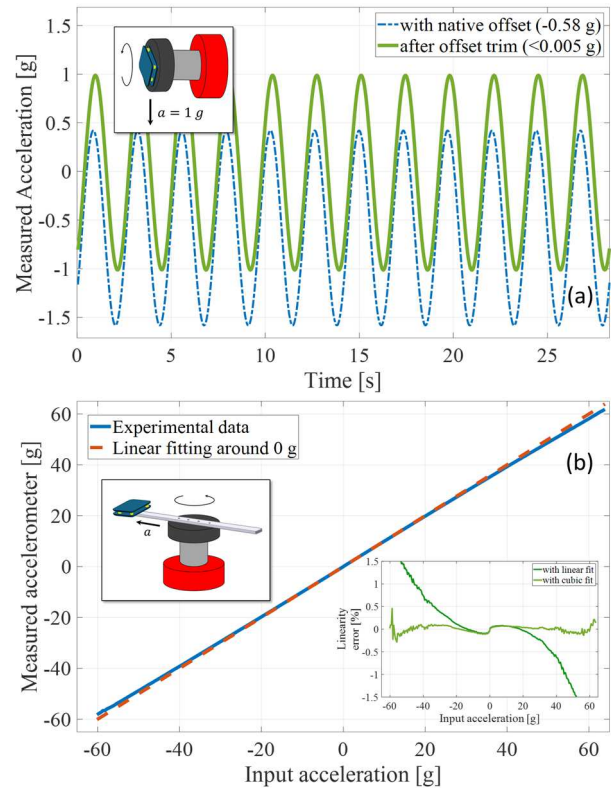 with native offset (-0.58 g)
after offset trim (<0.005 g)
a = 1 g
Measured Acceleration [g]
1.5
1
0.5
0
-0.5
-1
-1.5
(a)
0 5 10 15 20 25
Time [s]
Experimental data
Linear fitting around 0 g
(b)
a
Measured accelerometer [g]
60
40
20
0
-20
-40
-60
with linear fit
with cubic fit
Linearity
error [%]
1.5
1
0.5
0
-0.5
-1
-1.5
-60 -40 -20 0 20 40 60
Input acceleration [g]
-60 -40 -20 0 20 40 60
Input acceleration [g]